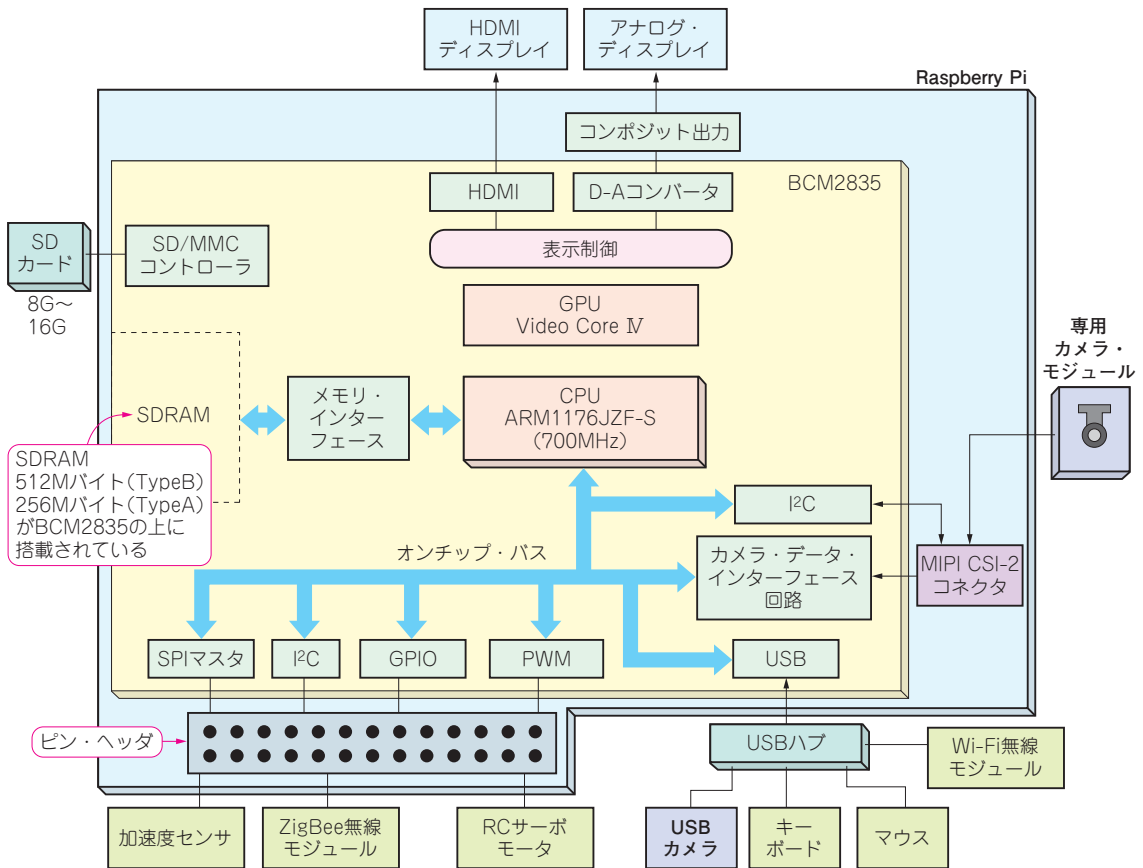 HDMI
ディスプレイ
アナログ・
ディスプレイ
Raspberry Pi
コンポジット出力
BCM2835
HDMI
D-Aコンバータ
表示制御
SD
カード
8G～
16G
SD/MMC
コントローラ
GPU
Video Core Ⅳ
専用
カメラ・
モジュール
SDRAM
メモリ・
インター
フェース
CPU
ARM1176JZF-S
（700MHz）
SDRAM
512Mバイト（TypeB）
256Mバイト（TypeA）
がBCM2835の上に
搭載されている
I²C
オンチップ・バス
カメラ・データ・
インターフェース
回路
MIPI CSI-2
コネクタ
SPIマスタ
I²C
GPIO
PWM
USB
ピン・ヘッダ
USBハブ
Wi-Fi無線
モジュール
加速度センサ
ZigBee無線
モジュール
RCサーボ
モータ
USB
カメラ
キー
ボード
マウス